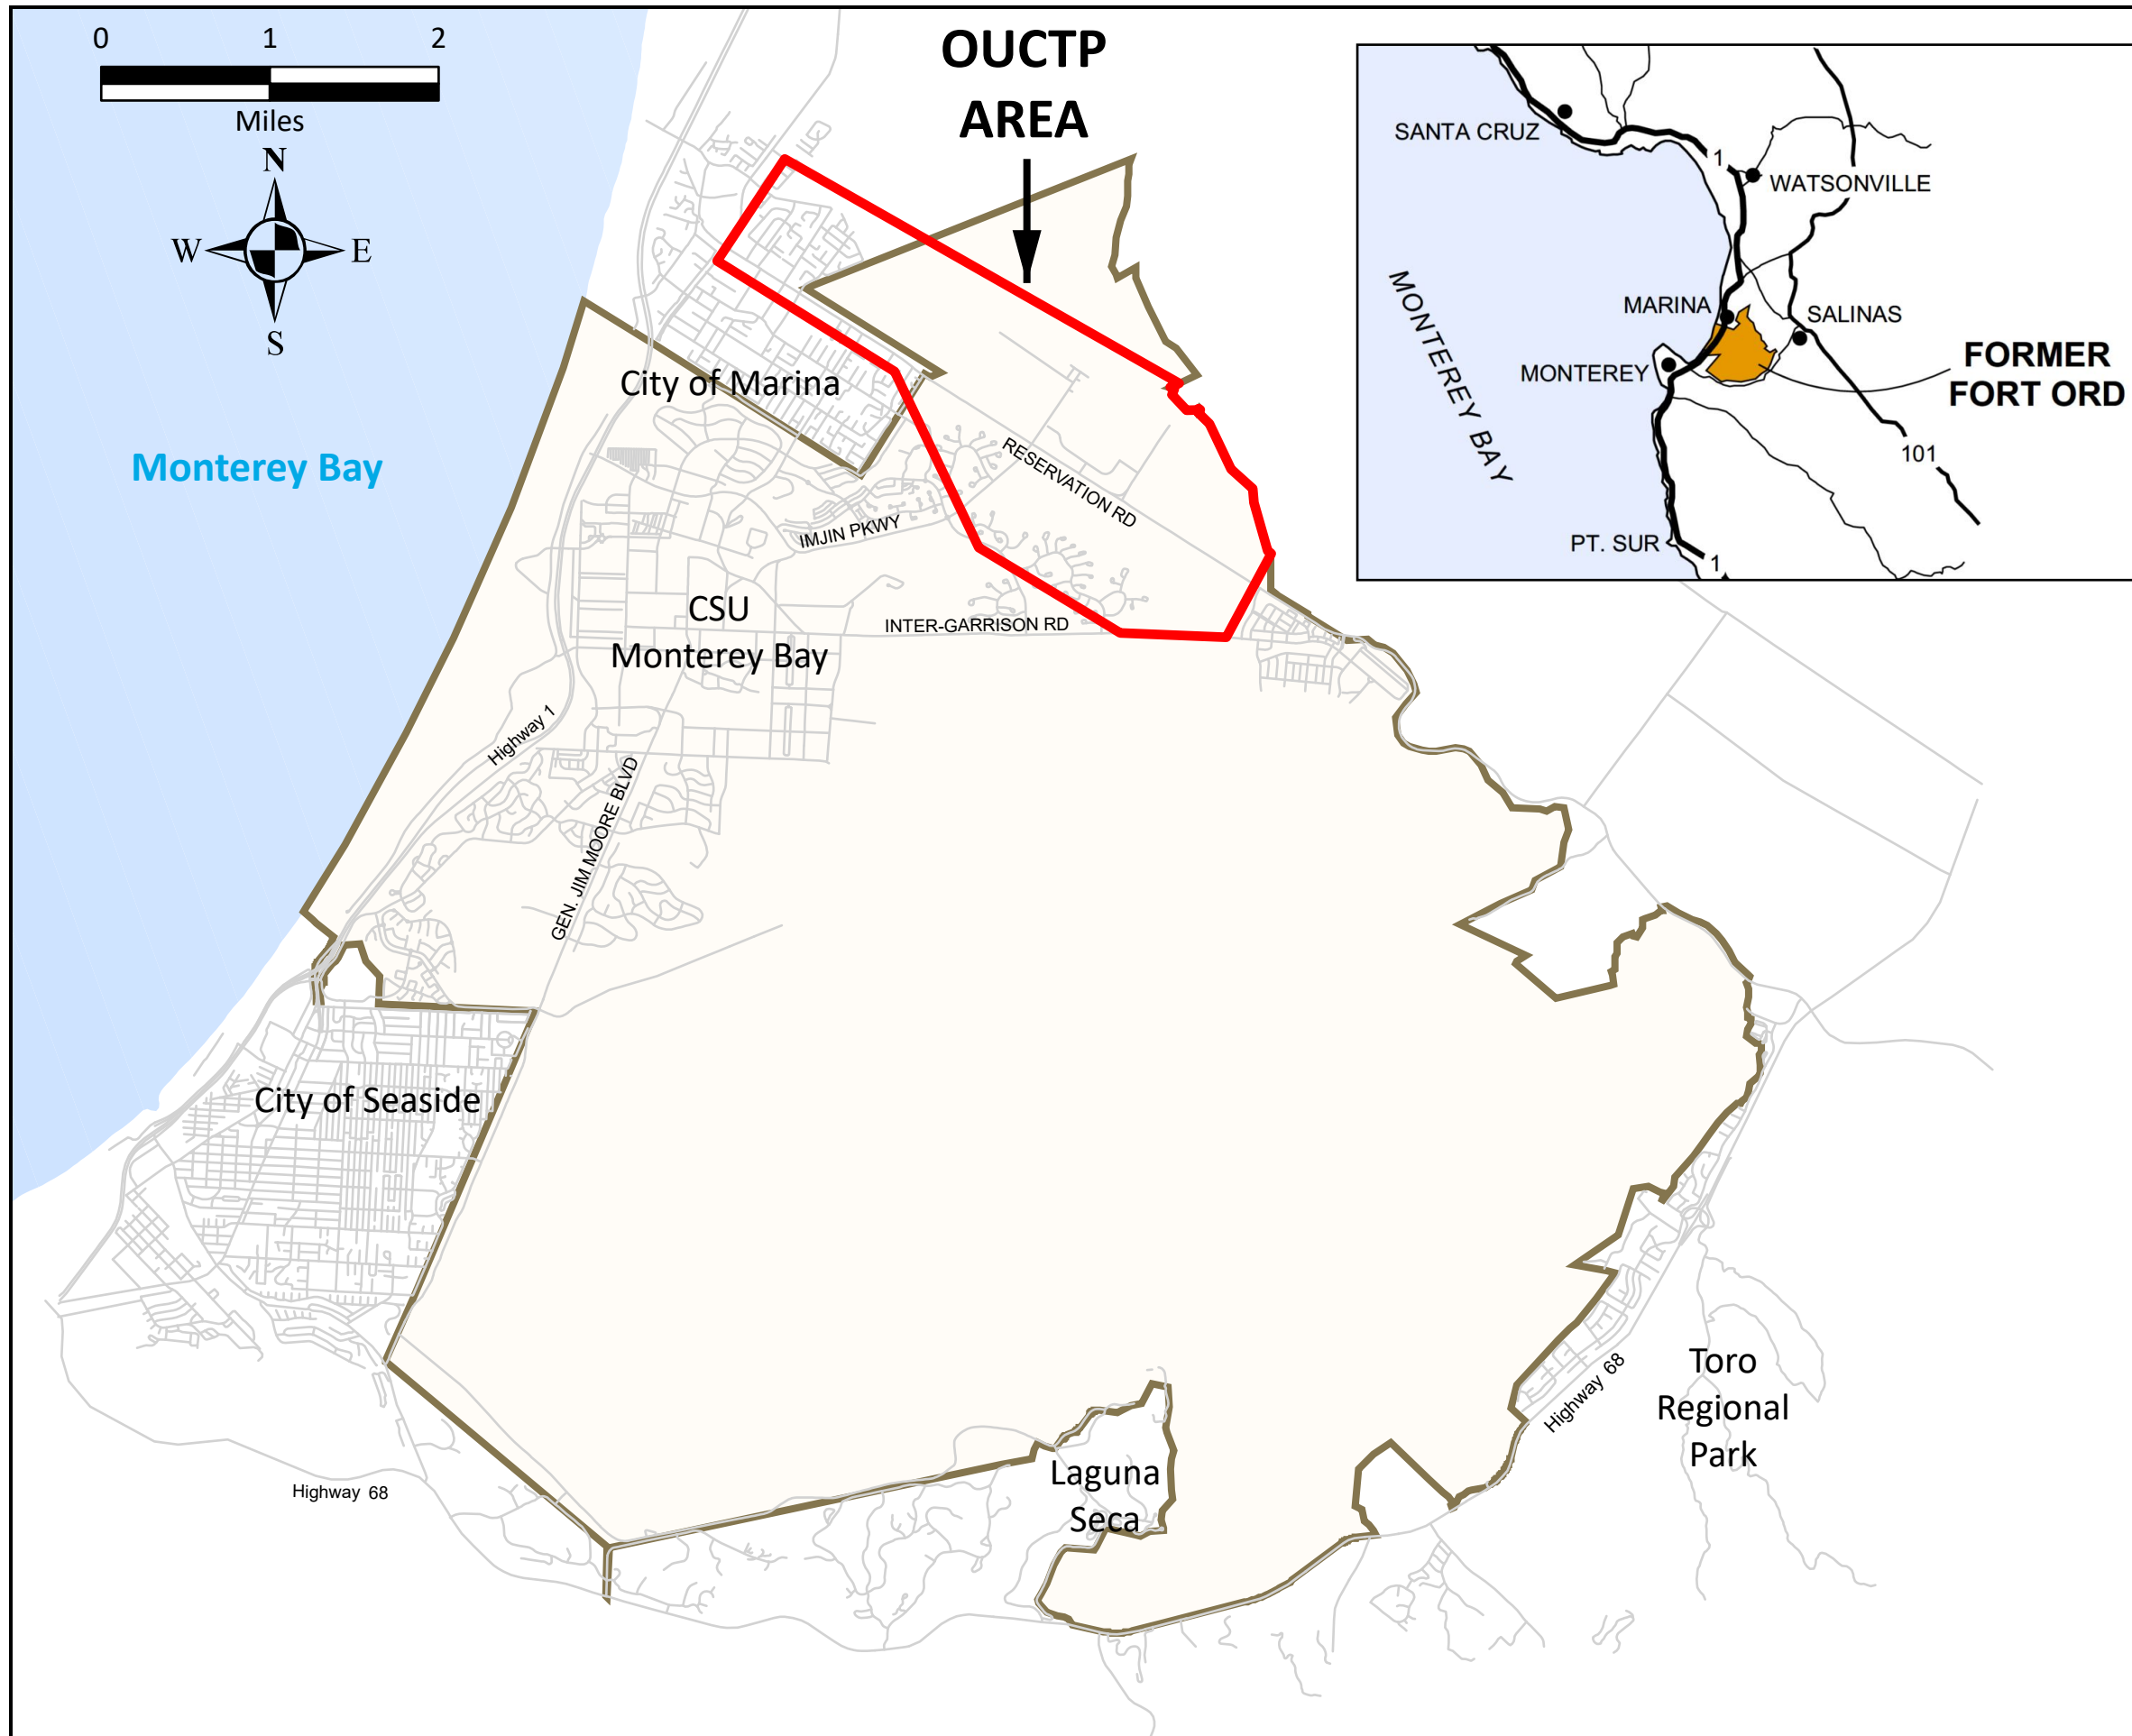 0 1 2
Miles
N
W E
S
OUCTP
AREA
SANTA CRUZ
1
WATSONVILLE
MARINA
SALINAS
MONTEREY
FORMER
FORT ORD
MONTEREY BAY
101
PT. SUR
1
City of Marina
Monterey Bay
RESERVATION RD
IMJIN PKWY
CSU
Monterey Bay
INTER-GARRISON RD
Highway 1
GEN. JIM MOORE BLVD
City of Seaside
Toro
Regional
Park
Highway 68
Laguna
Seca
Highway 68